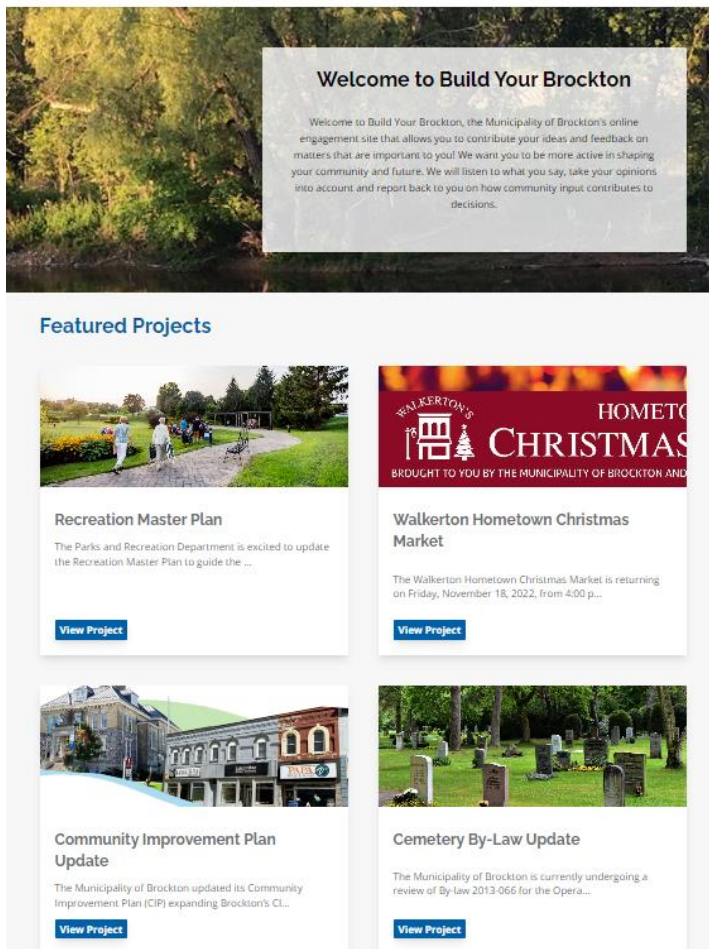 Welcome to Build Your Brockton
Welcome to Build Your Brockton, the Municipality of Brockton's online
engagement site that allows you to contribute your ideas and feedback on
matters that are important to you! We want you to be more active in shaping
your community and future. We will listen to what you say, take your opinions
into account and report back to you on how community input contributes to
decisions.
Featured Projects
WALKERTON'S
HOMETO
CHRISTMAS
BROUGHT TO YOU BY THE MUNICIPALITY OF BROCKTON AND
Recreation Master Plan
The Parks and Recreation Department is excited to update
the Recreation Master Plan to guide the ...
View Project
Walkerton Hometown Christmas
Market
The Walkerton Hometown Christmas Market is returning
on Friday, November 18, 2022, from 4:00 p...
View Project
Community Improvement Plan
Update
The Municipality of Brockton updated its Community
Improvement Plan (CIP) expanding Brockton's CI...
View Project
Cemetery By-Law Update
The Municipality of Brockton is currently undergoing a
review of By-law 2013-066 for the Opera...
View Project